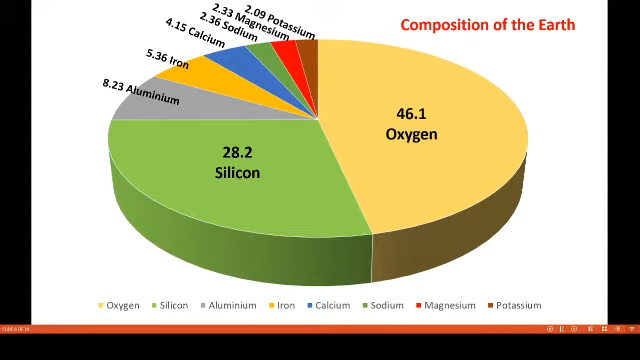 Composition of the Earth
2.09 Potassium
2.33 Magnesium
2.36 Sodium
4.15 Calcium
5.36 Iron
8.23 Aluminium
46.1
Oxygen
28.2
Silicon
Oxygen Silicon Aluminium Iron Calcium Sodium Magnesium Potassium